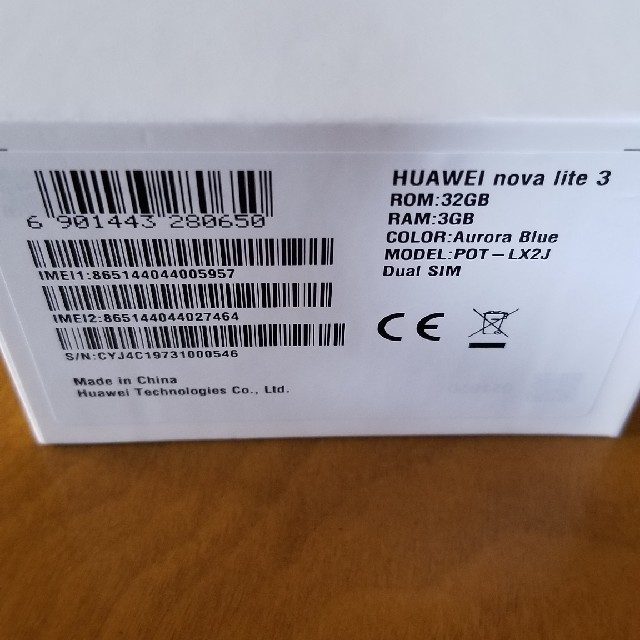 6 901443 280650
IMEI1:865144044005957
IMEI2:865144044027464
S/N:CYJ4C19731000546
Made in China
Huawei Technologies Co., Ltd.
HUAWEI nova lite 3
ROM:32GB
RAM:3GB
COLOR:Aurora Blue
MODEL:POT-LX2J
Dual SIM
CE